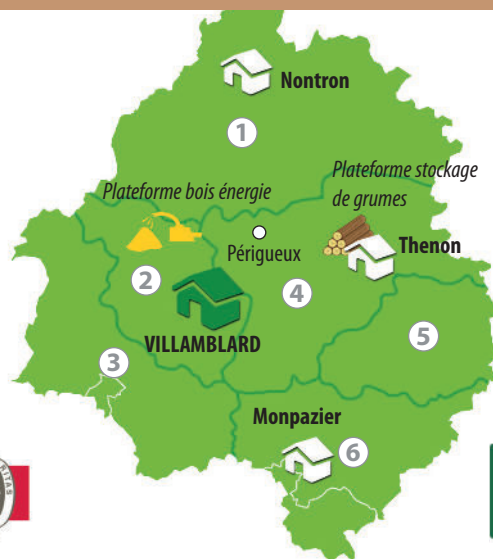 Nontron
1
Plateforme stockage
de grumes
Plateforme bois énergie
Périgueux
Thenon
2
4
VILLAMBLARD
5
3
Monpazier
6